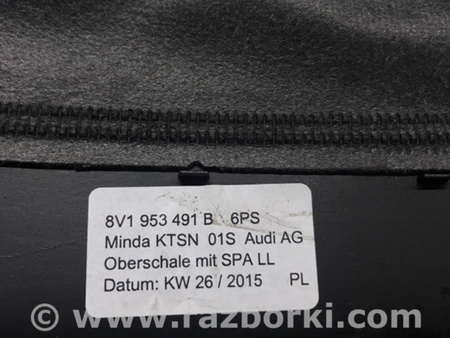 8V1 953 491 B 6PS
Minda KTSN 01S Audi AG
Oberschale mit SPA LL
Datum: KW 26 / 2015 PL
© www.razborki.com